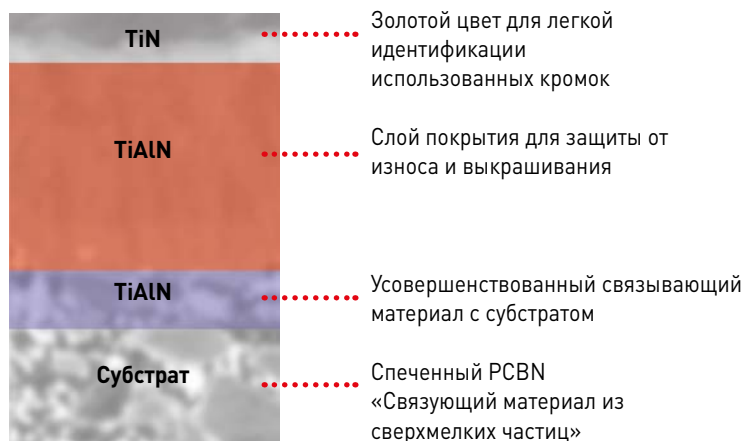 TiN
Золотой цвет для легкой
идентификации
использованных кромок
TiAlN
Слой покрытия для защиты от
износа и выкрашивания
TiAlN
Усовершенствованный связывающий
материал с субстратом
Субстрат
Спеченный PCBN
«Связующий материал из
сверхмелких частиц»